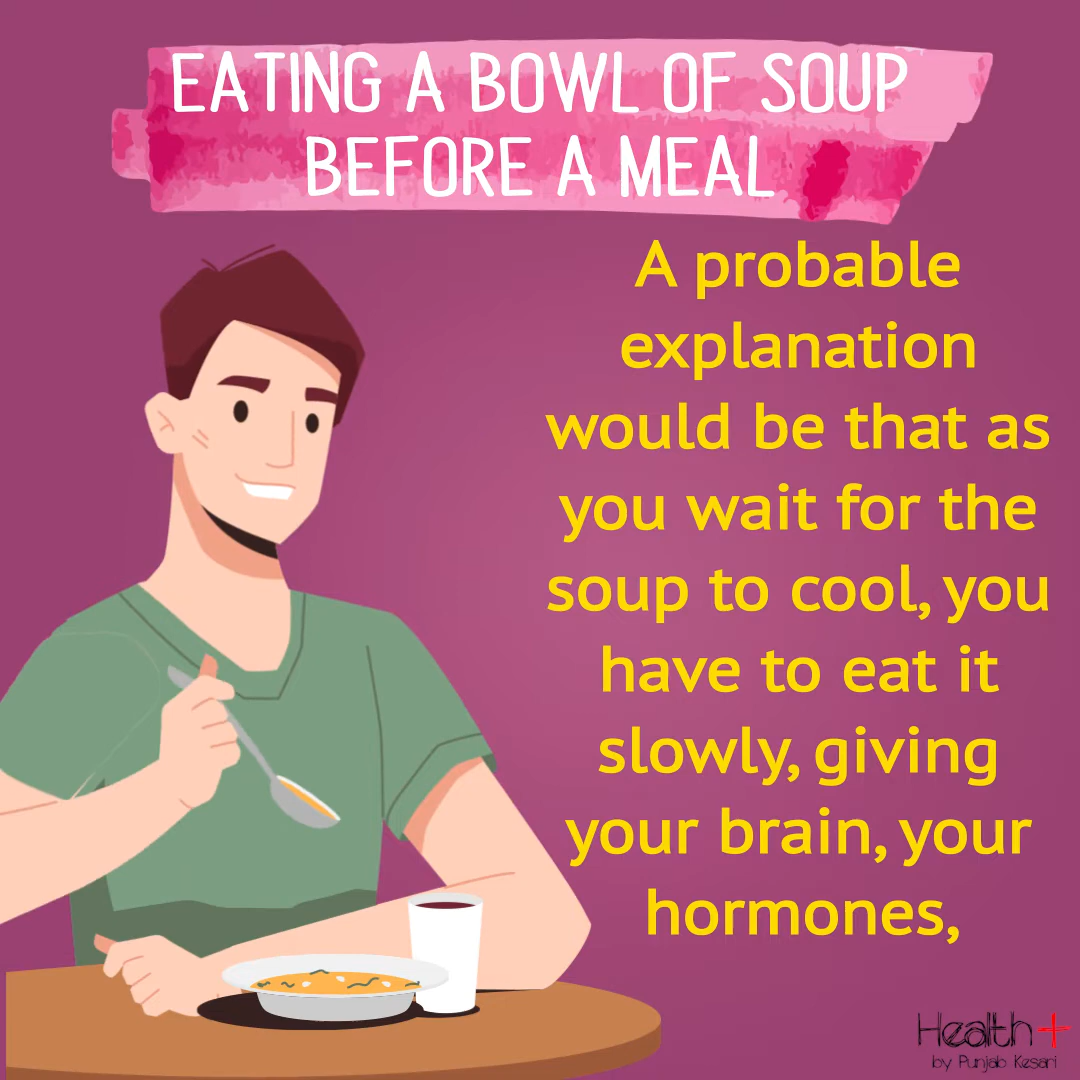 EATING A BOWL OF SOUP
BEFORE A MEAL
A probable
explanation
would be that as
you wait for the
soup to cool, you
have to eat it
slowly, giving
your brain, your
hormones,
Health+
by Punjab Kesari